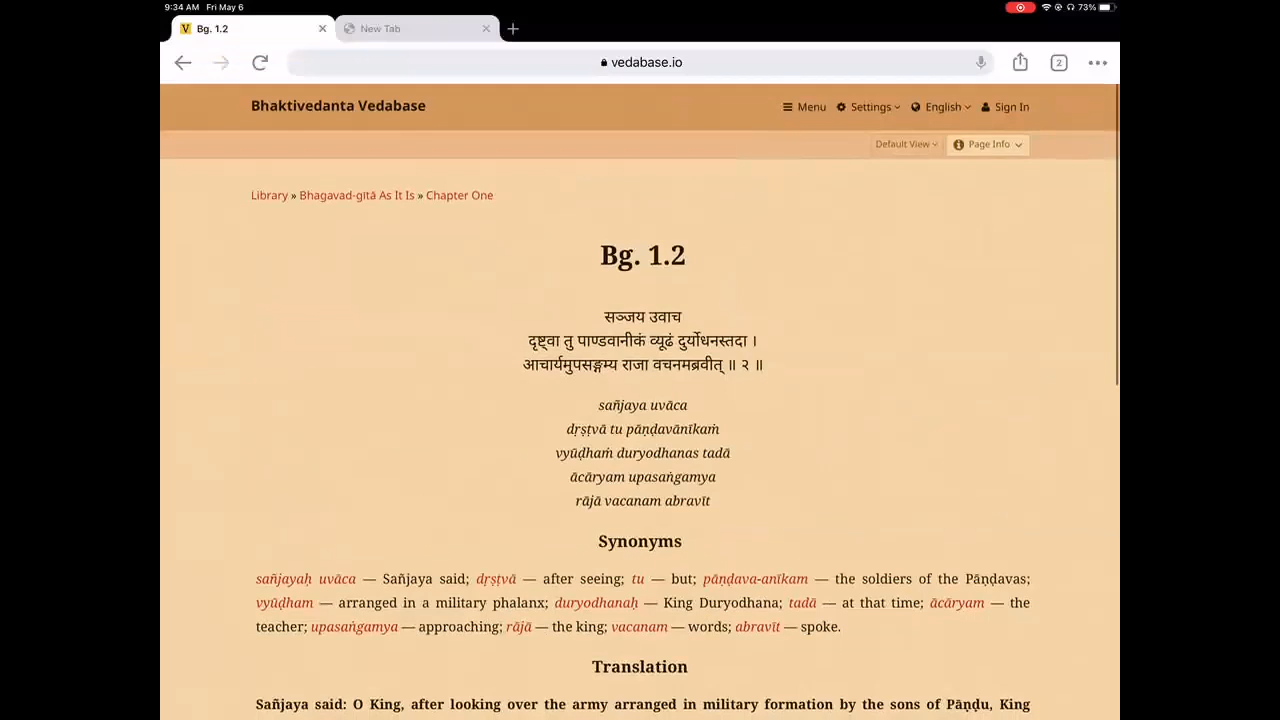 9:34 AM Fri May 6 73%
Bg. 1.2 New Tab
vedabase.io 2
Bhaktivedanta Vedabase Menu Settings English Sign In
Default View Page Info
Library » Bhagavad-gītā As It Is » Chapter One
Bg. 1.2
सञ्जय उवाच
दृष्ट्वा तु पाण्डवानीकं व्यूढं दुर्योधनस्तदा ।
आचार्यमुपसङ्गम्य राजा वचनमब्रवीत् ॥ २ ॥
sañjaya uvāca
dṛṣṭvā tu pāṇḍavānīkaṁ
vyūḍhaṁ duryodhanas tadā
ācāryam upasaṅgamya
rājā vacanam abravīt
Synonyms
sañjayaḥ uvāca — Sañjaya said; dṛṣṭvā — after seeing; tu — but; pāṇḍava-anīkam — the soldiers of the Pāṇḍavas;
vyūḍham — arranged in a military phalanx; duryodhanaḥ — King Duryodhana; tadā — at that time; ācāryam — the
teacher; upasaṅgamya — approaching; rājā — the king; vacanam — words; abravīt — spoke.
Translation
Sañjaya said: O King, after looking over the army arranged in military formation by the sons of Pāṇḍu, King